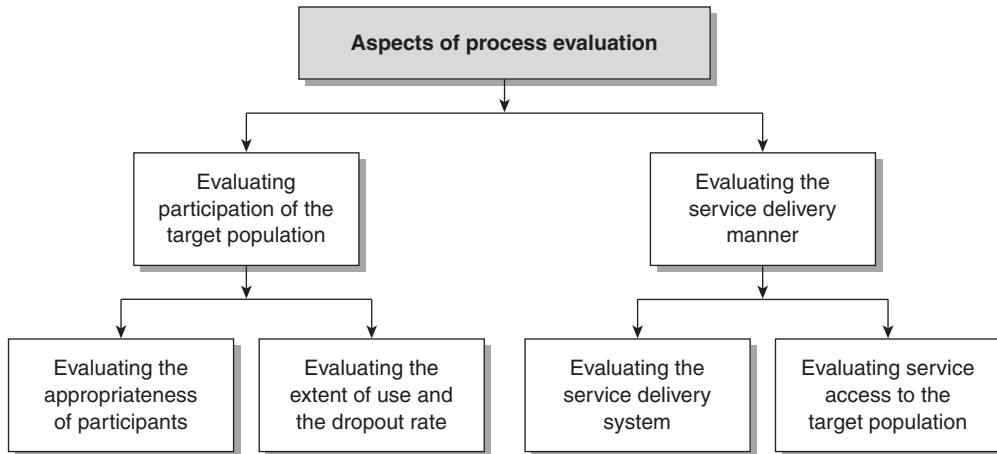 Aspects of process evaluation
Evaluating
participation of the
target population
Evaluating the
service delivery
manner
Evaluating the
appropriateness
of participants
Evaluating the
extent of use and
the dropout rate
Evaluating the
service delivery
system
Evaluating service
access to the
target population